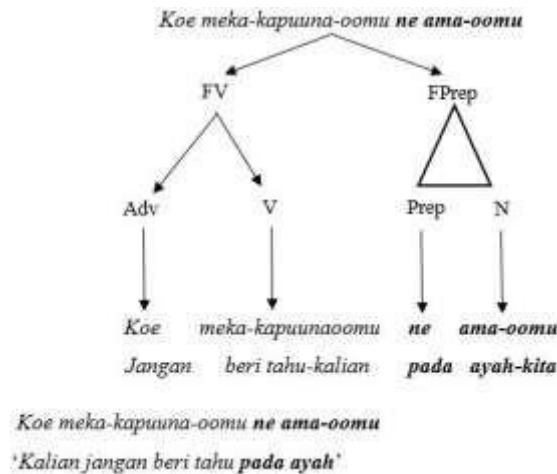 Koe meka-kapuuna-oomu ne ama-oomu
FV FPrep
Adv V Prep N
Koe meka-kapuunaoomu ne ama-oomu
Jangan beri tahu-kalian pada ayah-kita
Koe meka-kapuuna-oomu ne ama-oomu
‘Kalian jangan beri tahu pada ayah’